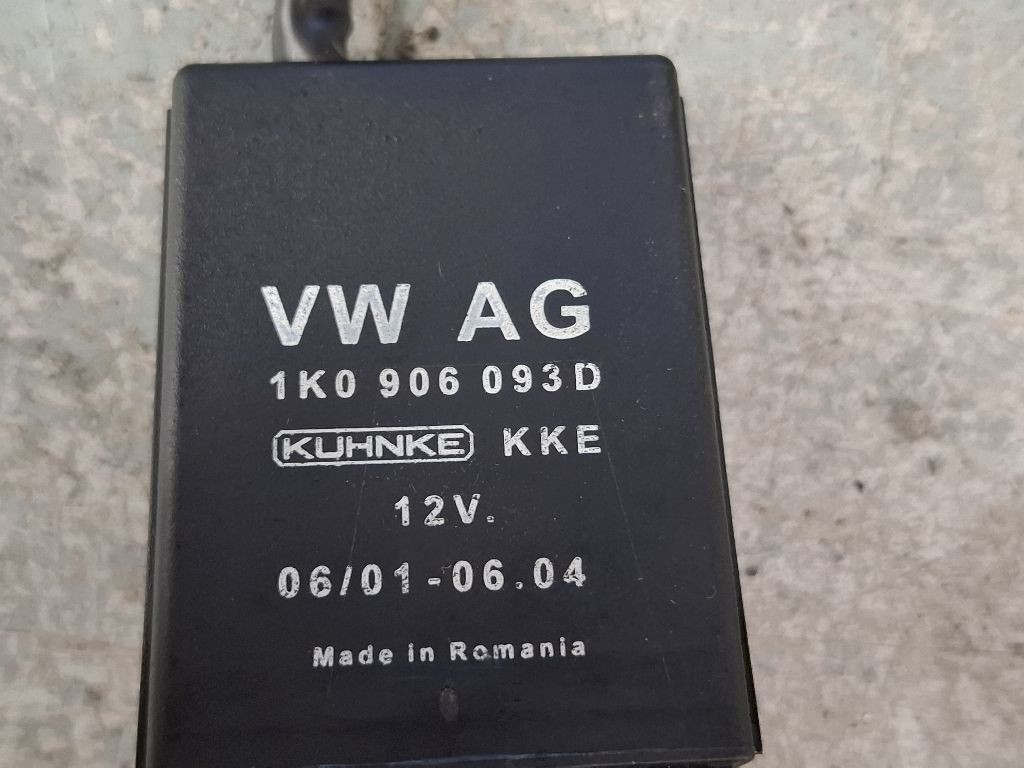 VW AG
1K0 906 093D
KUHNKE KKE
12V.
06/01-06.04
Made in Romania